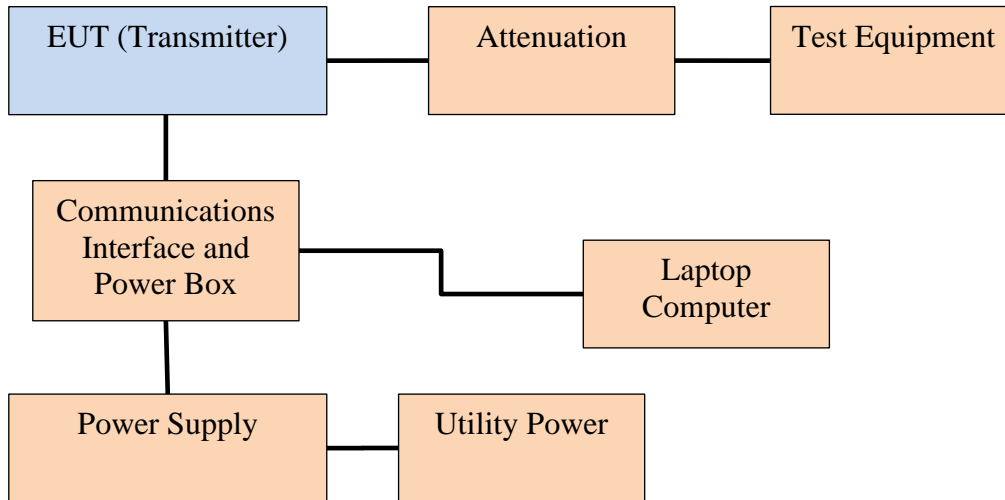 EUT (Transmitter)
Attenuation
Test Equipment
Communications
Interface and
Power Box
Laptop
Computer
Power Supply
Utility Power